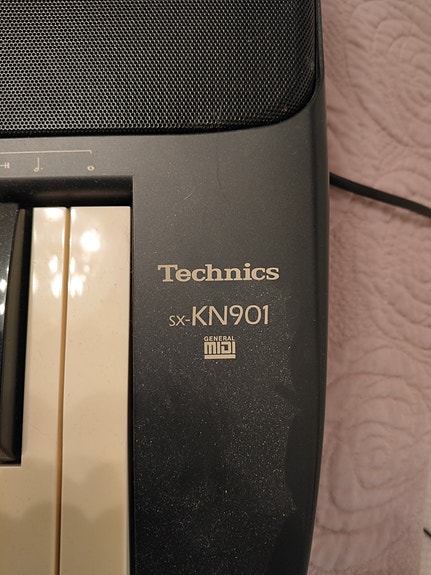 Technics
SX-KN901
GENERAL
MIDI